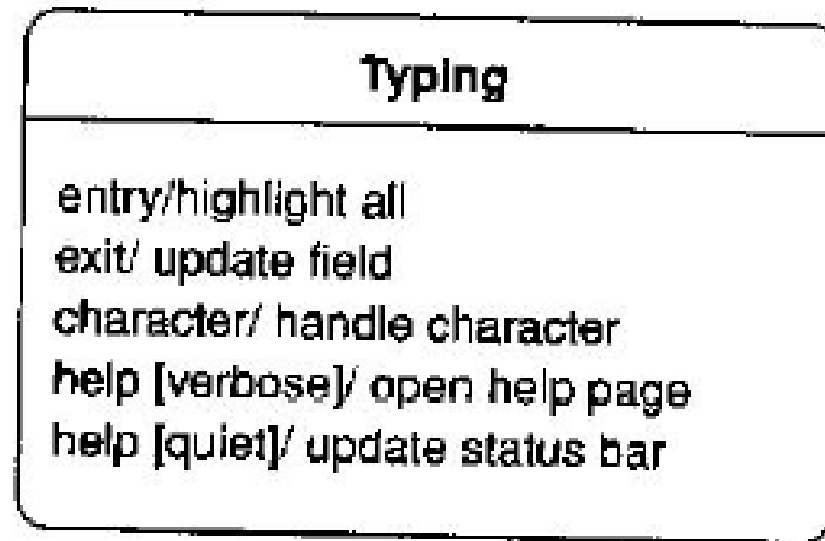 Typing
entry/highlight all
exit/ update field
character/ handle character
help [verbose]/ open help page
help [quiet]/ update status bar